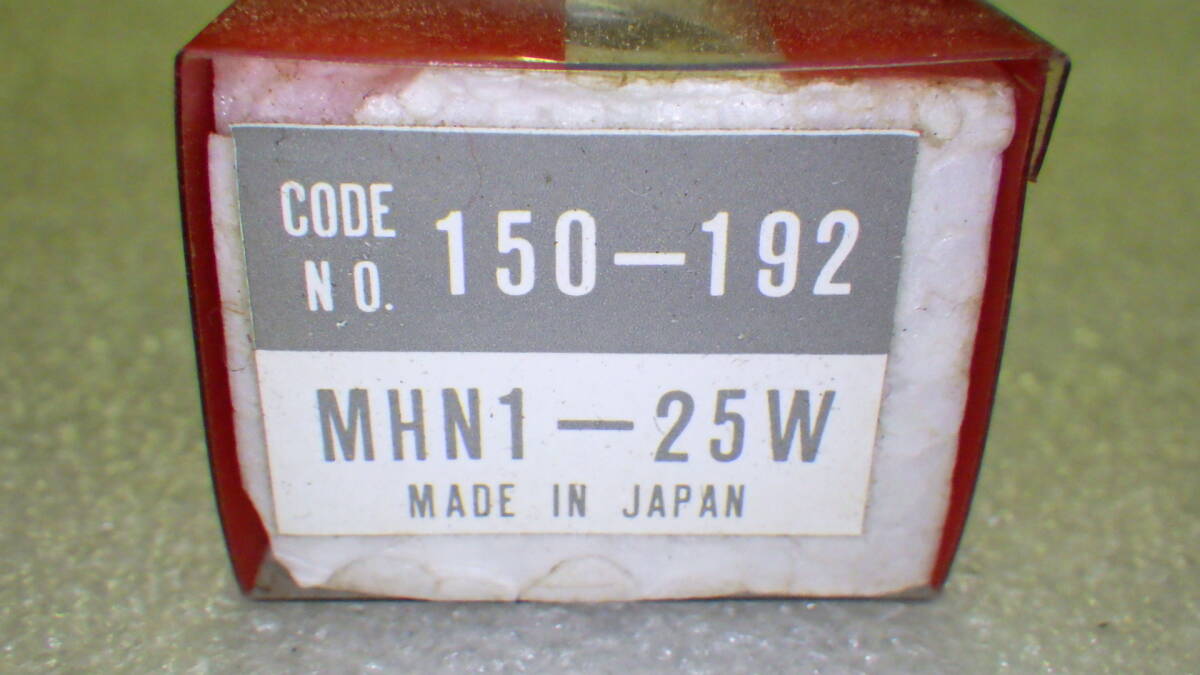 CODE
NO.
150-192
MHN1-25W
MADE IN JAPAN